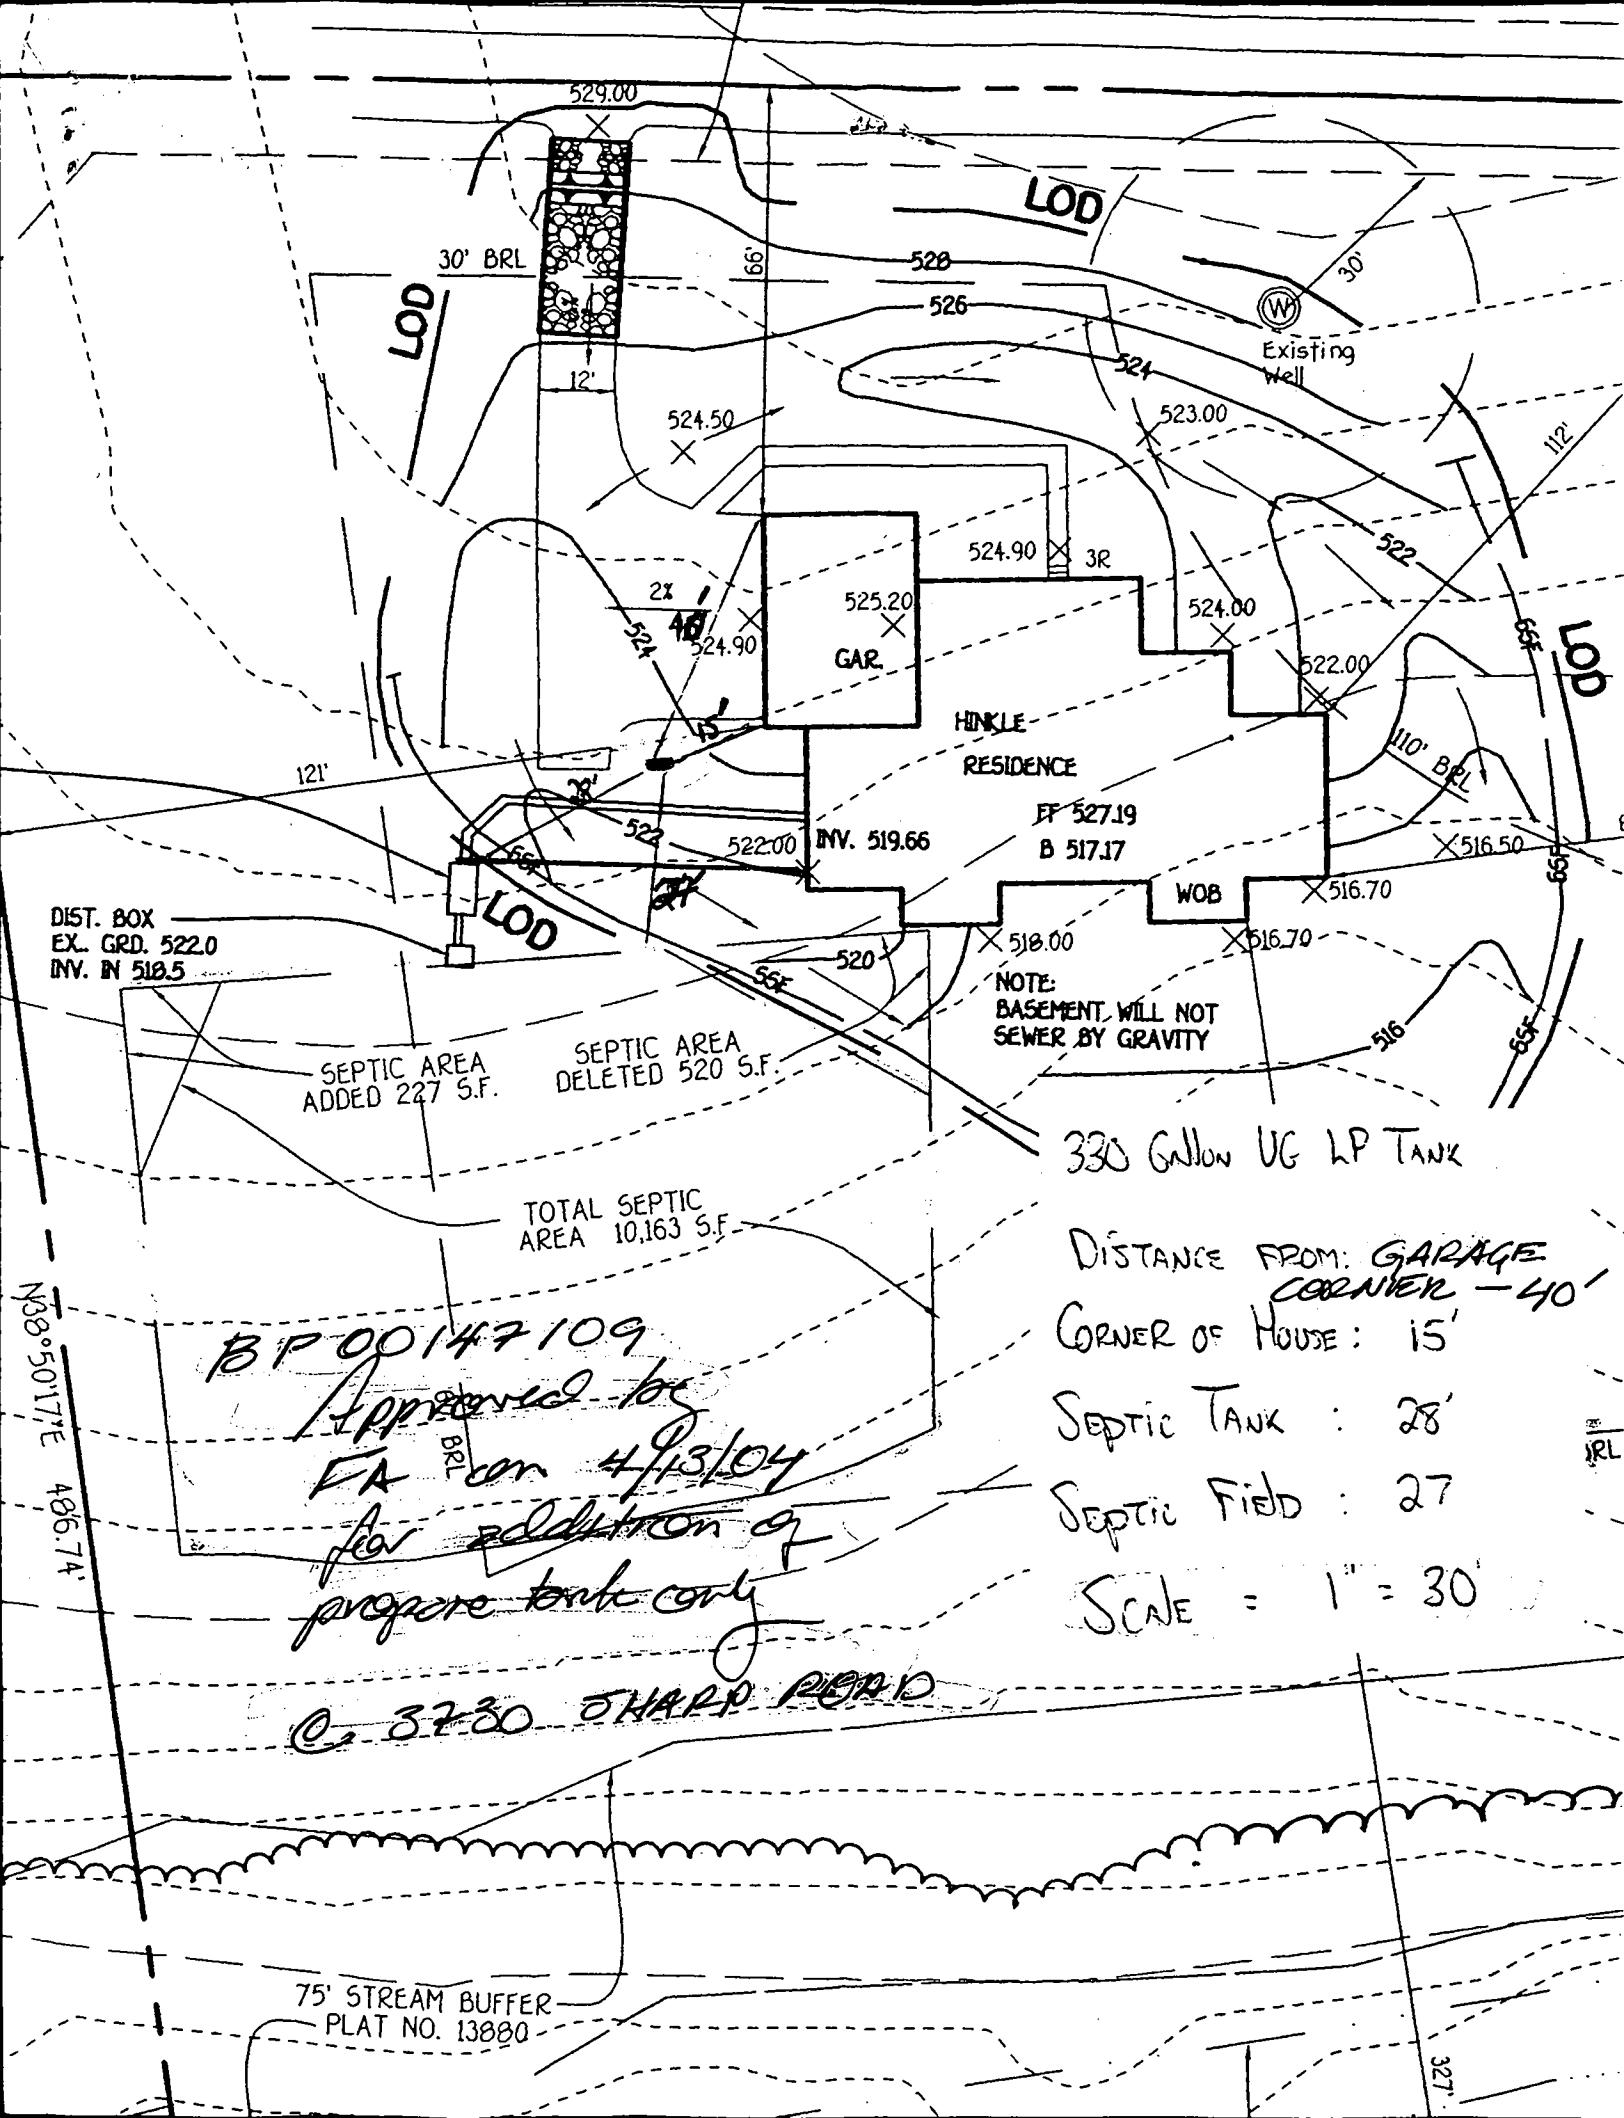 529.00
LOD
30' BRL
66'
528
30'
W
LOD
526
Existing
Well
524
12'
524.50
523.00
112'
524.90
3R
522
2%
525.20
524.00
524
524.90
GAR.
LOD
522.00
15'
HINKLE
RESIDENCE
110' BRL
121'
28'
FF 527.19
522
522.00
INV. 519.66
B 517.17
516.50
SSF
27'
WOB
516.70
DIST. BOX
EX. GRD. 522.0
INV. IN 518.5
LOD
518.00
516.70
520
SSF
NOTE:
BASEMENT WILL NOT
SEWER BY GRAVITY
516
SSF
SEPTIC AREA
ADDED 227 S.F.
SEPTIC AREA
DELETED 520 S.F.
330 Gallon UG LP TANK
TOTAL SEPTIC
AREA 10,163 S.F.
DISTANCE FROM: GARAGE
CORNER - 40'
N38°50'17"E 486.74'
BP 00147109
CORNER OF HOUSE: 15'
Approved by
BRL
SEPTIC TANK : 28'
BRL
FA on 4/13/04
SEPTIC FIELD : 27
for addition of
propane tank only
SCALE = 1" = 30'
@ 3730 SHARP ROAD
75' STREAM BUFFER
PLAT NO. 13880
327'